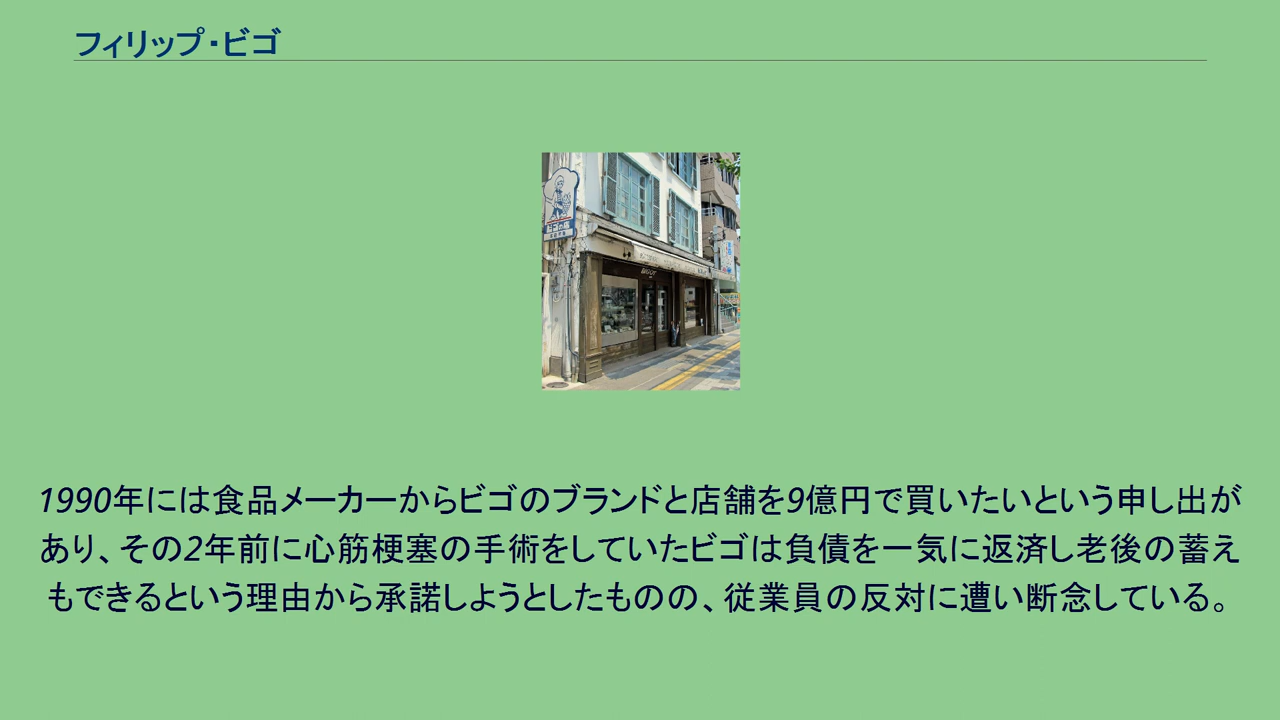 フィリップ・ビゴ
ビゴの店
1990年には食品メーカーからビゴのブランドと店舗を9億円で買いたいという申し出が
あり、その2年前に心筋梗塞の手術をしていたビゴは負債を一気に返済し老後の蓄え
もできるという理由から承諾しようとしたものの、従業員の反対に遭い断念している。